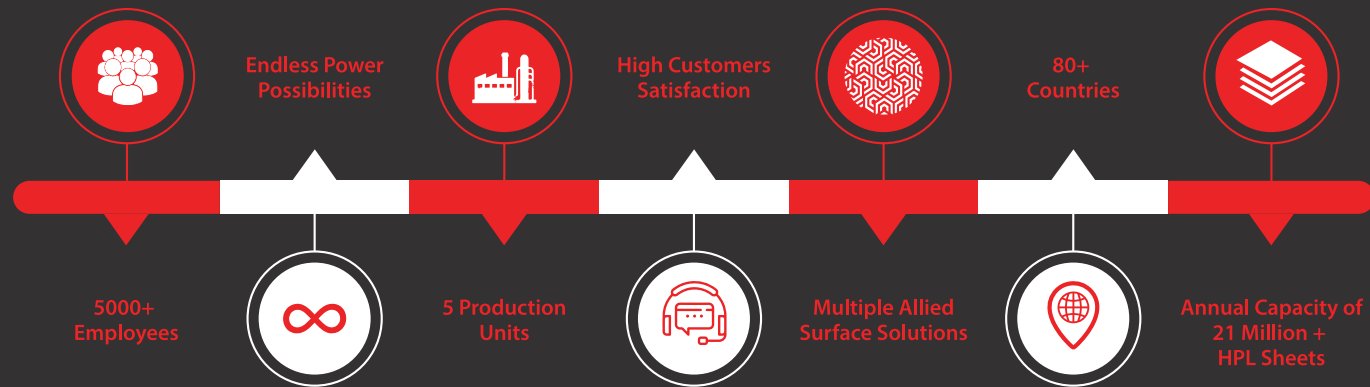 Endless Power
Possibilities
High Customers
Satisfaction
80+
Countries
5000+
Employees
5 Production
Units
Multiple Allied
Surface Solutions
Annual Capacity of
21 Million +
HPL Sheets